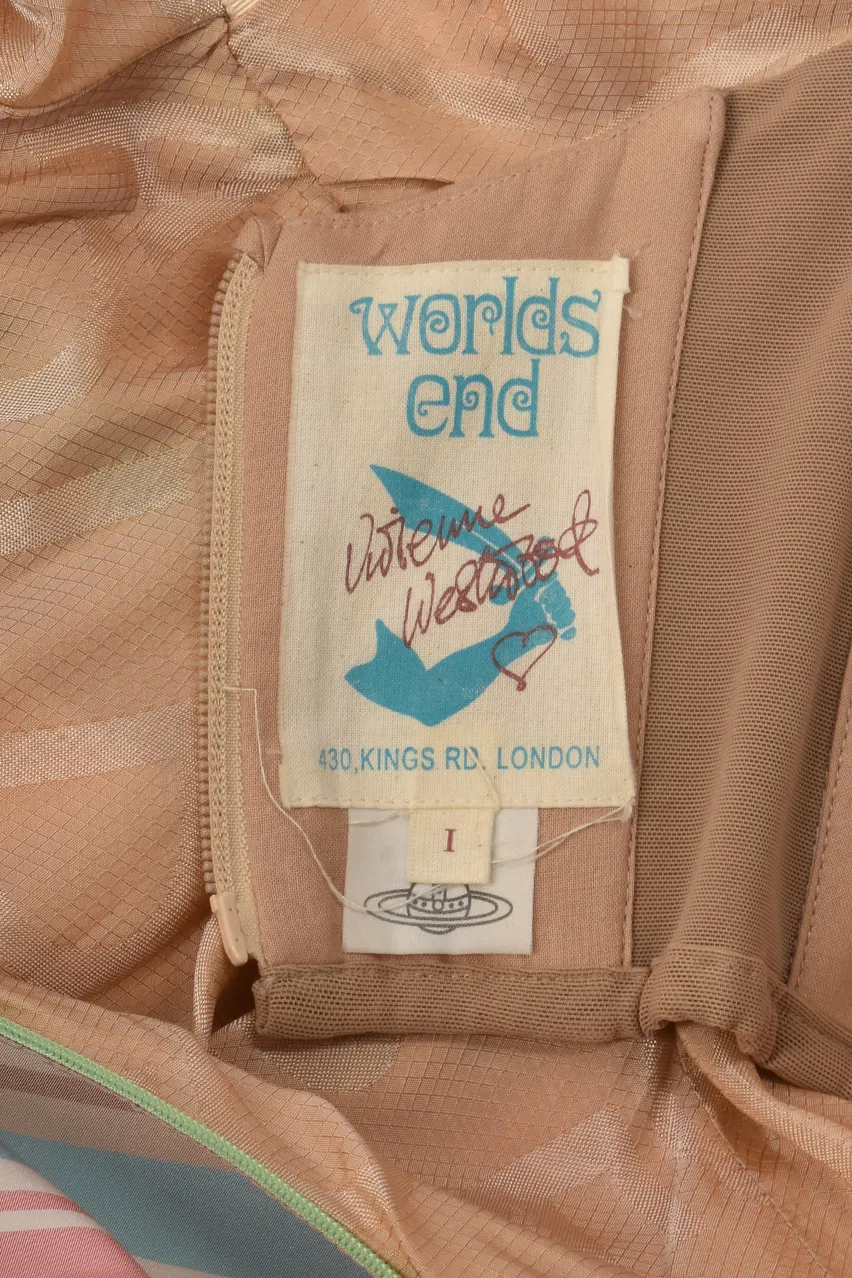 worlds
end
Vivienne
Westwood
430,KINGS RD. LONDON
I